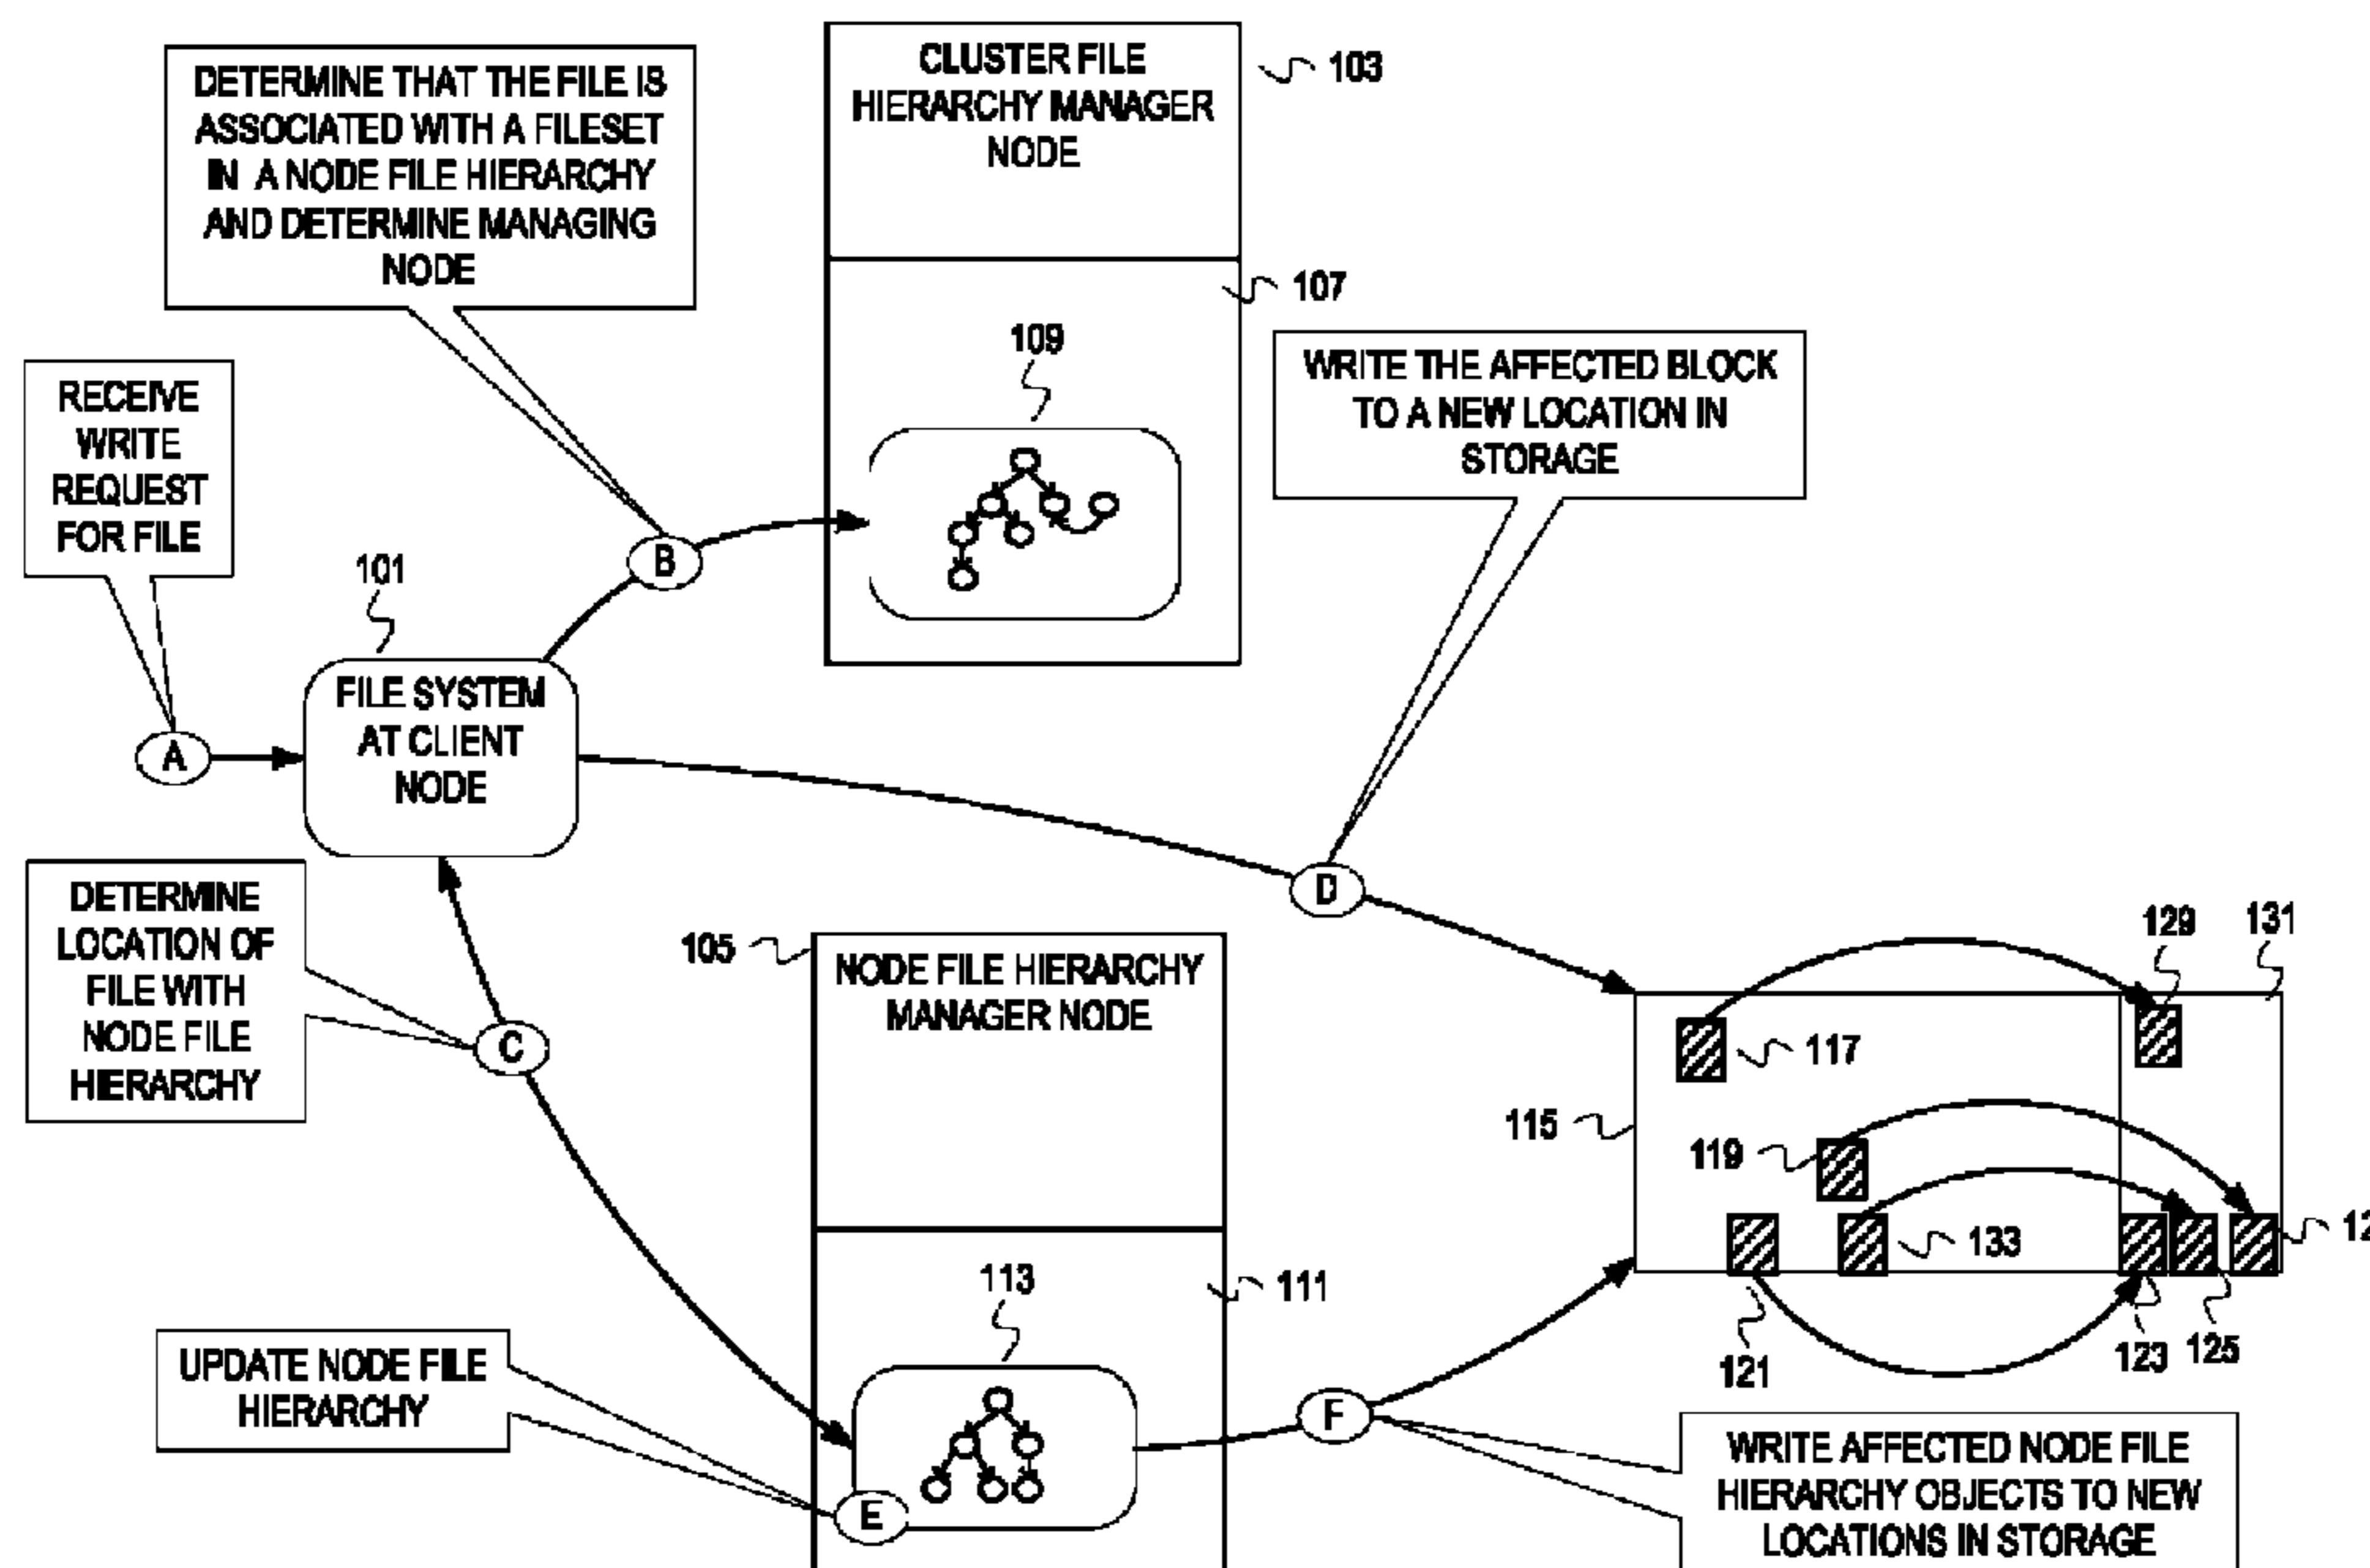 CLUSTER FILE
HIERARCHY MANAGER
NODE
103
DETERMINE THAT THE FILE IS
ASSOCIATED WITH A FILESET
IN A NODE FILE HIERARCHY
AND DETERMINE MANAGING
NODE
107
109
WRITE THE AFFECTED BLOCK
TO A NEW LOCATION IN
STORAGE
RECEIVE
WRITE
REQUEST
FOR FILE
B
101
FILE SYSTEM
AT CLIENT
NODE
A
D
DETERMINE
LOCATION OF
FILE WITH
NODE FILE
HIERARCHY
C
105
NODE FILE HIERARCHY
MANAGER NODE
129
131
117
115
119
133
121
123
125
111
113
UPDATE NODE FILE
HIERARCHY
E
F
WRITE AFFECTED NODE FILE
HIERARCHY OBJECTS TO NEW
LOCATIONS IN STORAGE